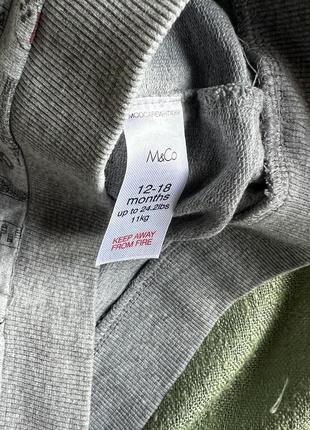 M&Co
12-18
months
up to 24.2lbs
11kg
KEEP AWAY
FROM FIRE